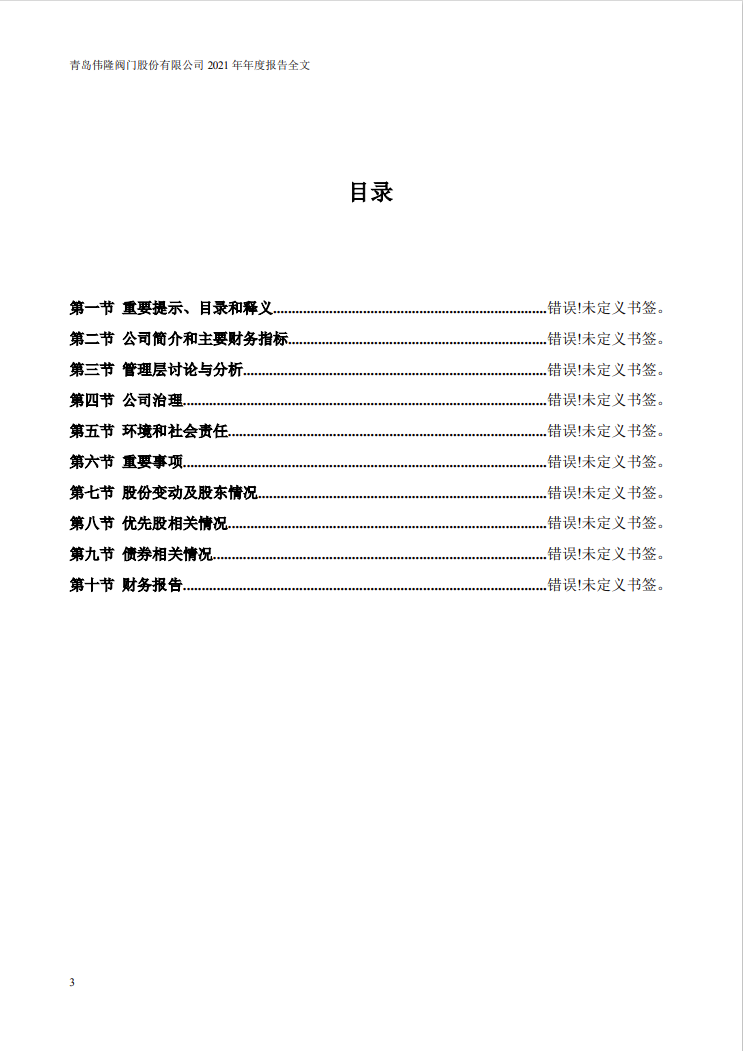 青岛伟隆阀门股份有限公司 2021 年年度报告全文
目录
第一节 重要提示、目录和释义..........................................................................错误!未定义书签。
第二节 公司简介和主要财务指标......................................................................错误!未定义书签。
第三节 管理层讨论与分析..................................................................................错误!未定义书签。
第四节 公司治理..................................................................................................错误!未定义书签。
第五节 环境和社会责任......................................................................................错误!未定义书签。
第六节 重要事项..................................................................................................错误!未定义书签。
第七节 股份变动及股东情况..............................................................................错误!未定义书签。
第八节 优先股相关情况......................................................................................错误!未定义书签。
第九节 债券相关情况..........................................................................................错误!未定义书签。
第十节 财务报告..................................................................................................错误!未定义书签。
3